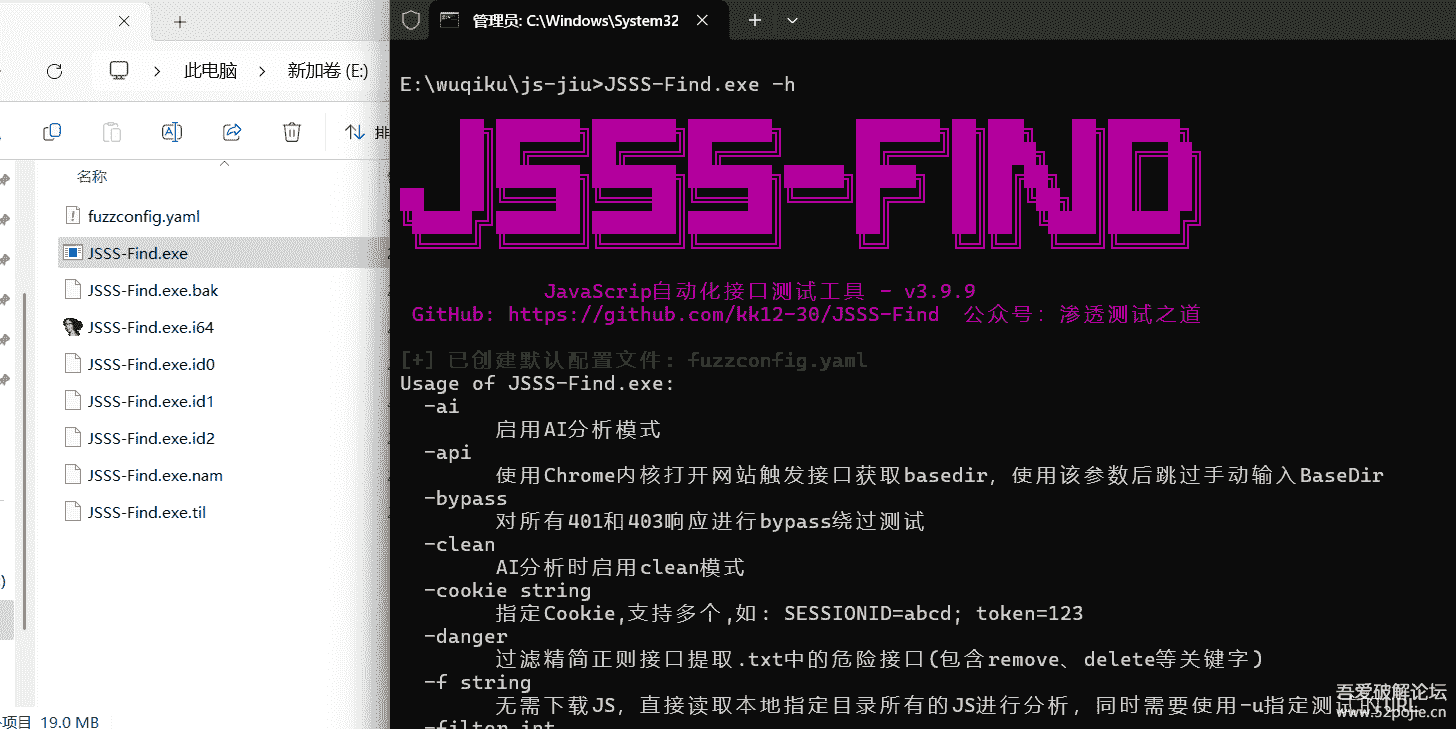 管理员: C:\Windows\System32
此电脑 > 新加卷 (E:)
排
名称
fuzzconfig.yaml
JSSS-Find.exe
JSSS-Find.exe.bak
JSSS-Find.exe.i64
JSSS-Find.exe.id0
JSSS-Find.exe.id1
JSSS-Find.exe.id2
JSSS-Find.exe.nam
JSSS-Find.exe.til
项目 19.0 MB
E:\wuqiku\js-jiu>JSSS-Find.exe -h
JSSS-FIND
JavaScrip自动化接口测试工具 - v3.9.9
GitHub: https://github.com/kk12-30/JSSS-Find 公众号: 渗透测试之道
[+] 已创建默认配置文件: fuzzconfig.yaml
Usage of JSSS-Find.exe:
-ai
启用AI分析模式
-api
使用Chrome内核打开网站触发接口获取basedir, 使用该参数后跳过手动输入BaseDir
-bypass
对所有401和403响应进行bypass绕过测试
-clean
AI分析时启用clean模式
-cookie string
指定Cookie,支持多个,如: SESSIONID=abcd; token=123
-danger
过滤精简正则接口提取.txt中的危险接口(包含remove、delete等关键字)
-f string
无需下载JS, 直接读取本地指定目录所有的JS进行分析, 同时需要使用-u指定测试的URL
-filter int
吾爱破解论坛
www.52pojie.cn